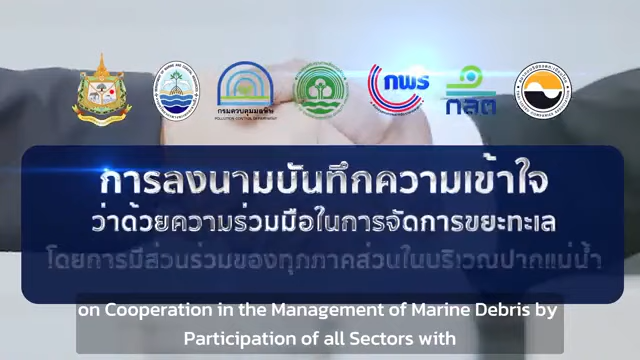 กรมควบคุมมลพิษ
POLLUTION CONTROL DEPARTMENT
กพร
กลต
การลงนามบันทึกความเข้าใจ
ว่าด้วยความร่วมมือในการจัดการขยะทะเล
โดยการมีส่วนร่วมของทุกภาคส่วนในบริเวณปากแม่น้ำ
on Cooperation in the Management of Marine Debris by
Participation of all Sectors with